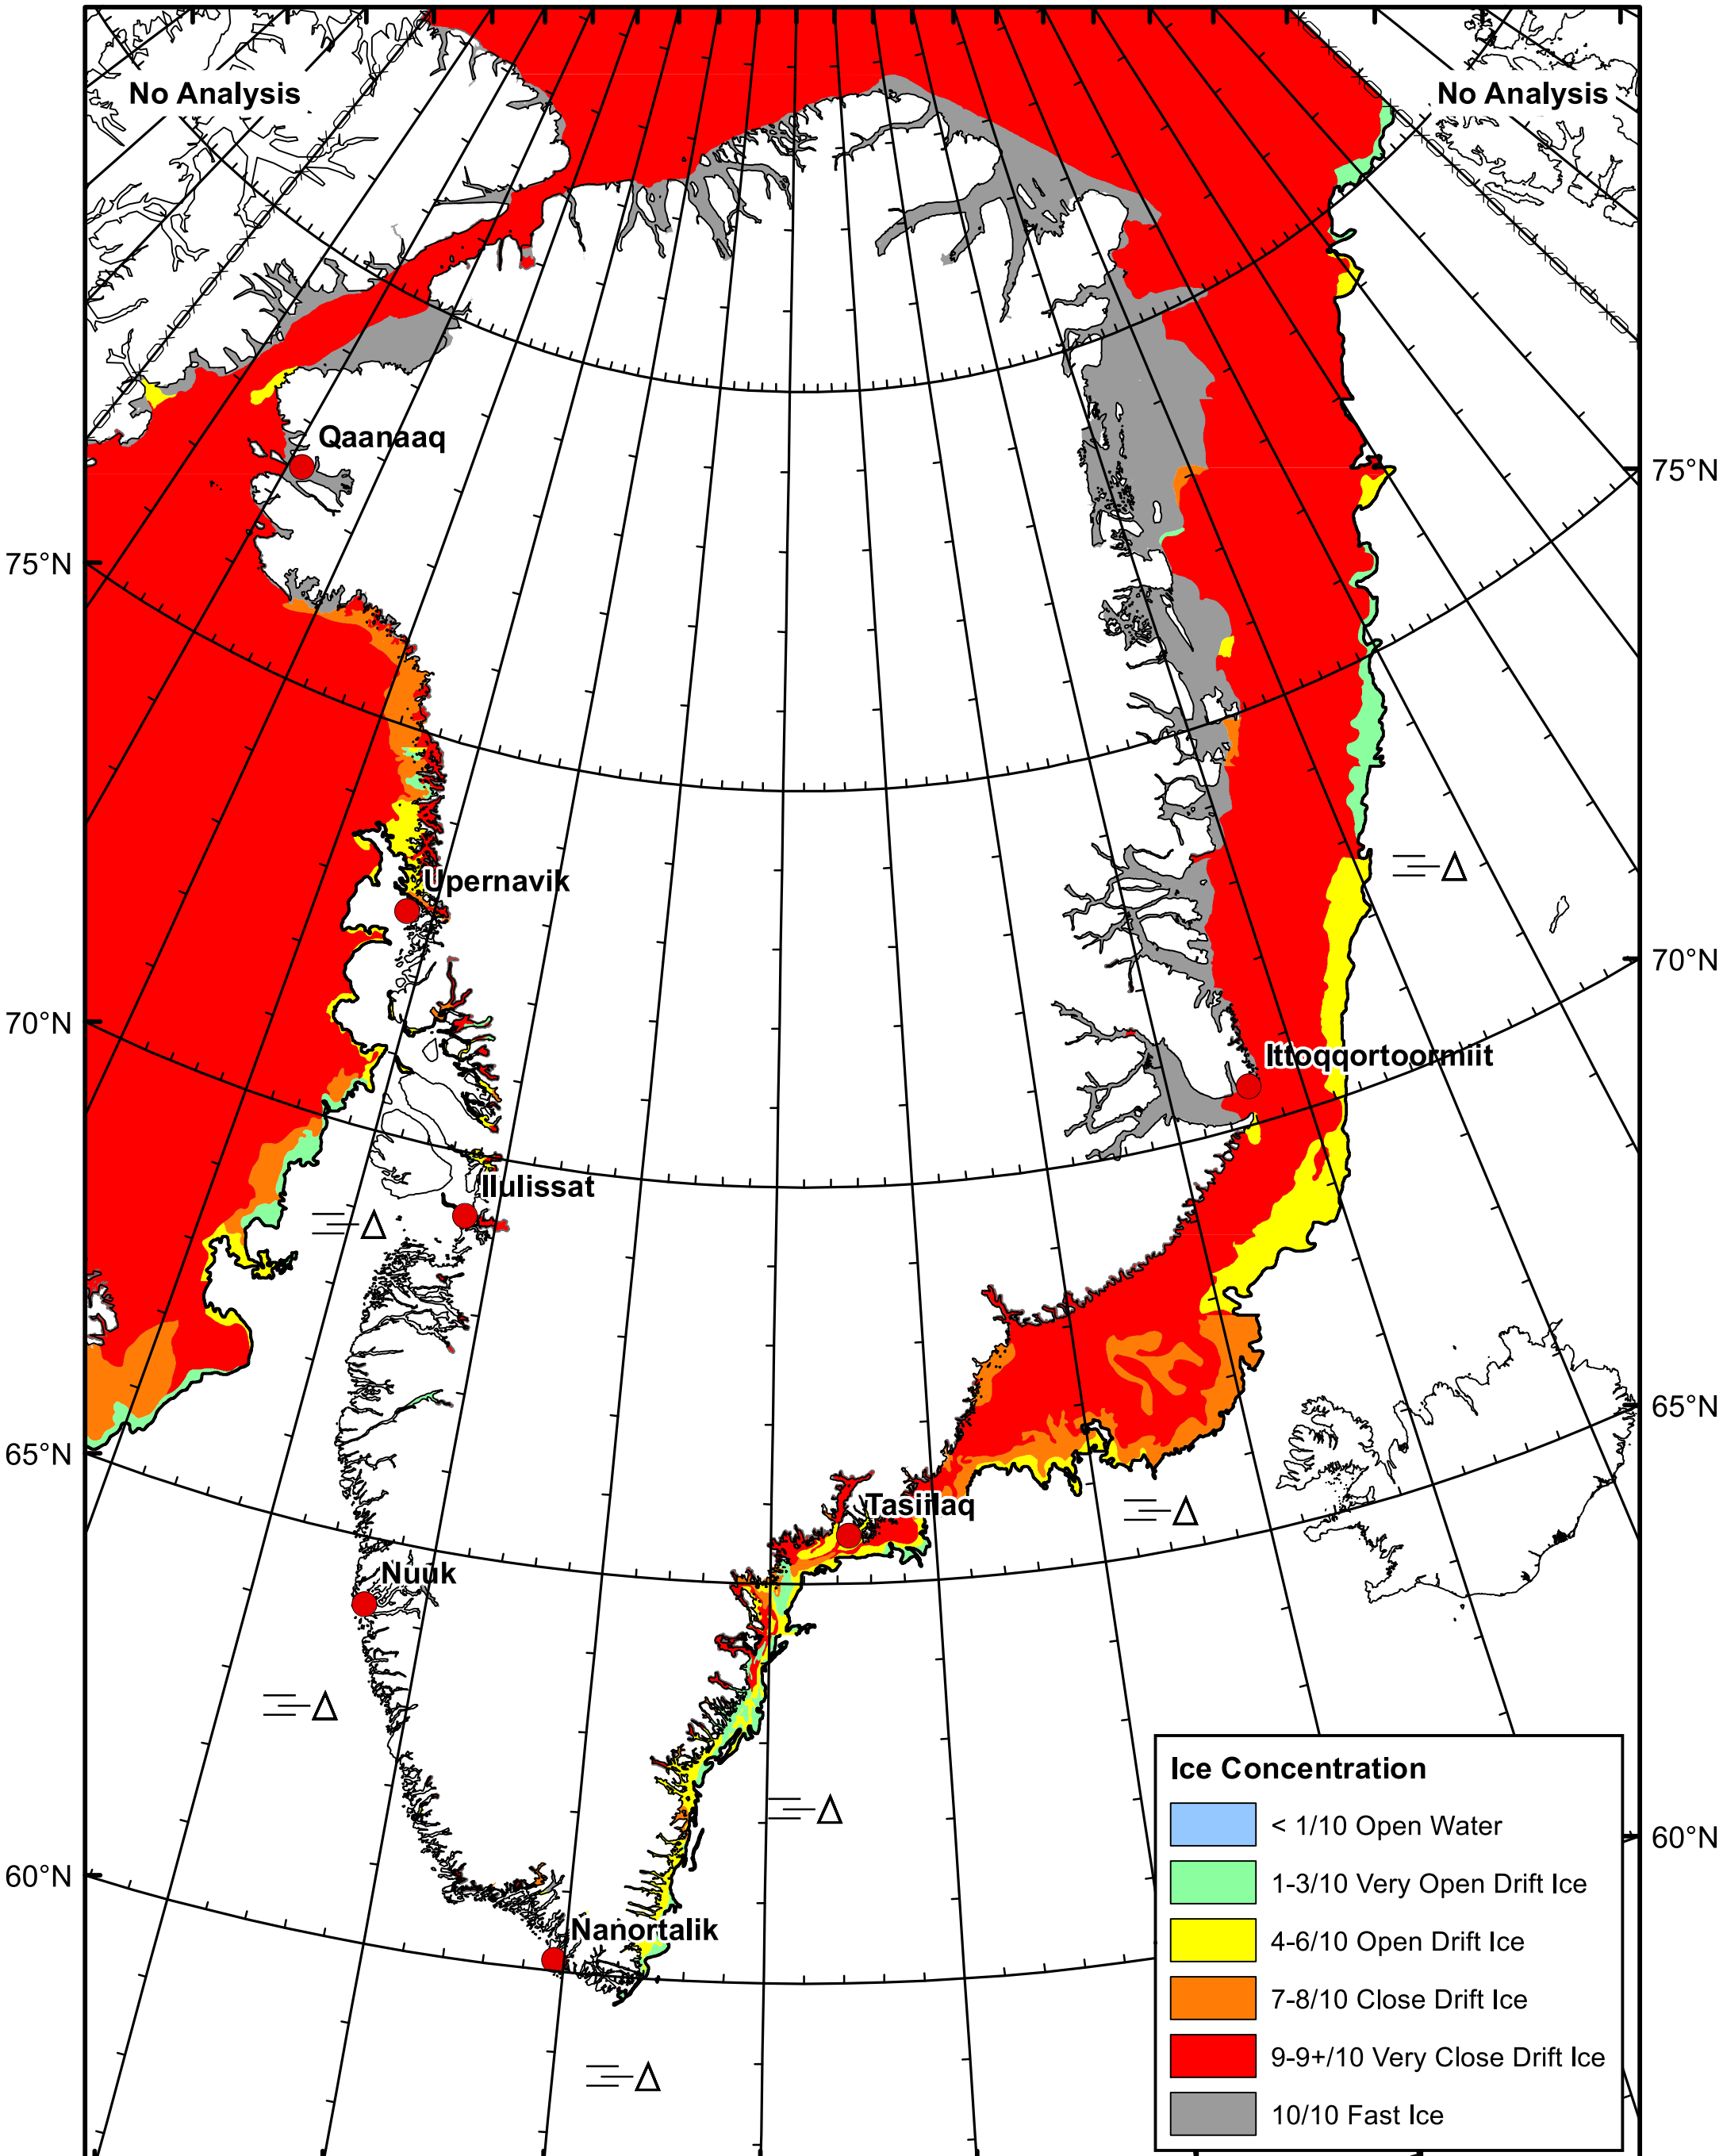 No Analysis
No Analysis
Qaanaaq
75°N
75°N
Upernavik
70°N
70°N
Ittoqqortoormiit
Ilulissat
65°N
65°N
Tasiilaq
Nuuk
60°N
60°N
Nanortalik
Ice Concentration
< 1/10 Open Water
1-3/10 Very Open Drift Ice
4-6/10 Open Drift Ice
7-8/10 Close Drift Ice
9-9+/10 Very Close Drift Ice
10/10 Fast Ice